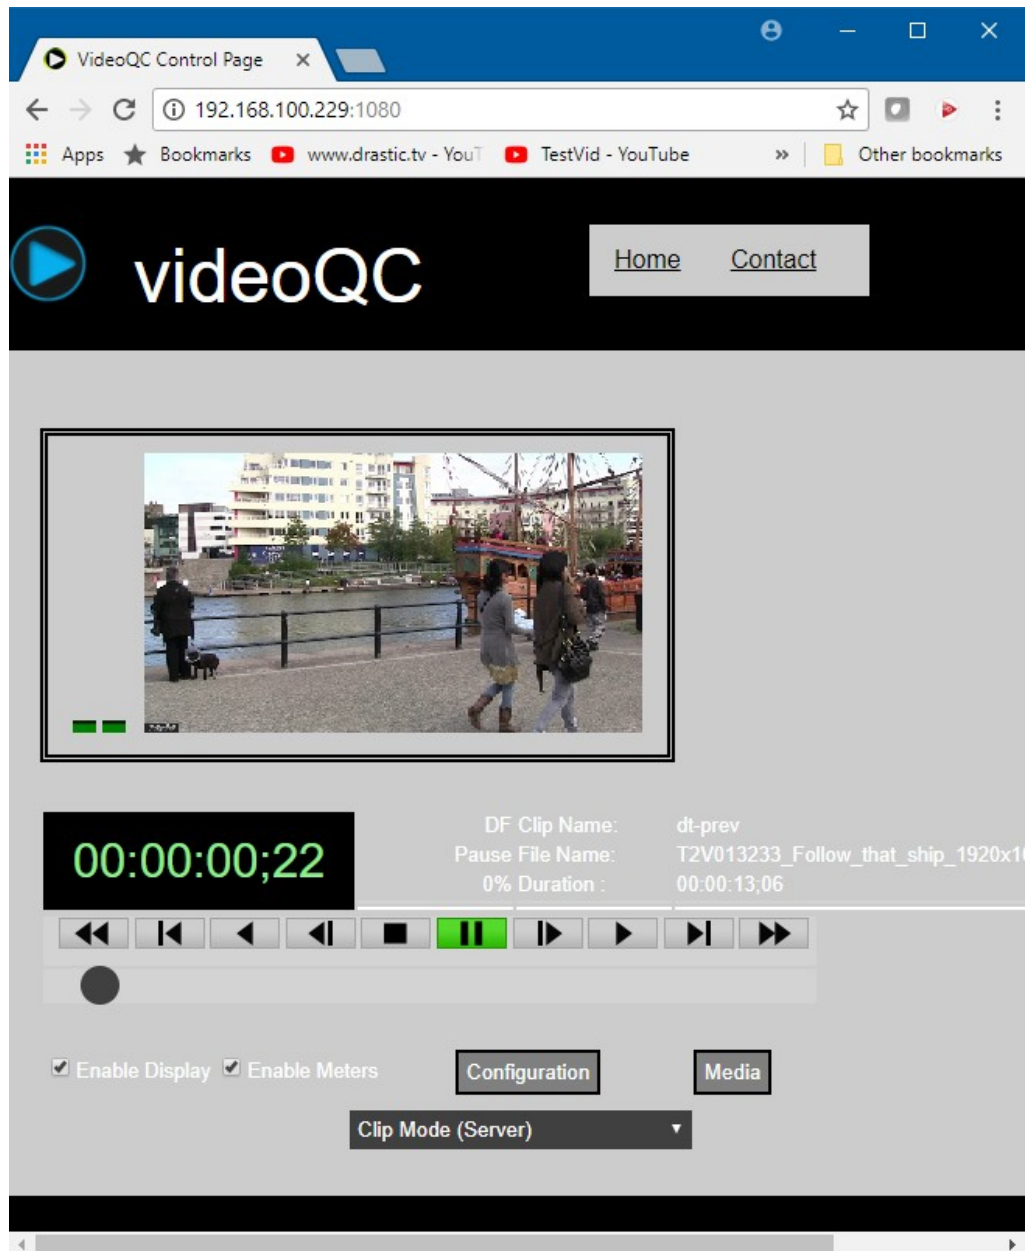 VideoQC Control Page
192.168.100.229:1080
Apps Bookmarks www.drastic.tv - YouT TestVid - YouTube » Other bookmarks
videoQC
Home Contact
00:00:00;22
DF Clip Name: dt-prev
Pause File Name: T2V013233_Follow_that_ship_1920x10
0% Duration : 00:00:13;06
Enable Display Enable Meters Configuration Media
Clip Mode (Server)